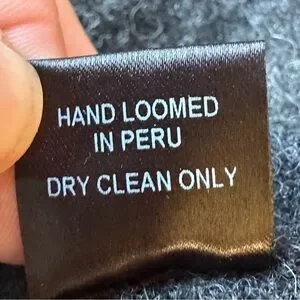 HAND LOOMED
IN PERU
DRY CLEAN ONLY